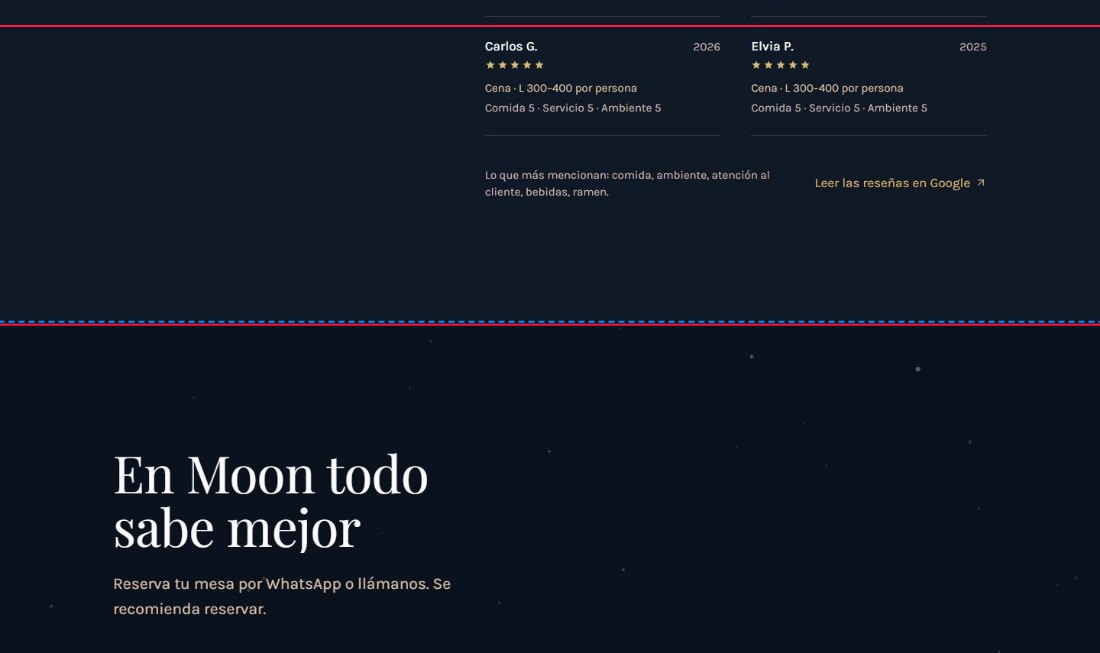 Carlos G. 2026
Cena · L 300–400 por persona
Comida 5 · Servicio 5 · Ambiente 5
Elvia P. 2025
Cena · L 300–400 por persona
Comida 5 · Servicio 5 · Ambiente 5
Lo que más mencionan: comida, ambiente, atención al
cliente, bebidas, ramen.
Leer las reseñas en Google
En Moon todo
sabe mejor
Reserva tu mesa por WhatsApp o llámanos. Se
recomienda reservar.